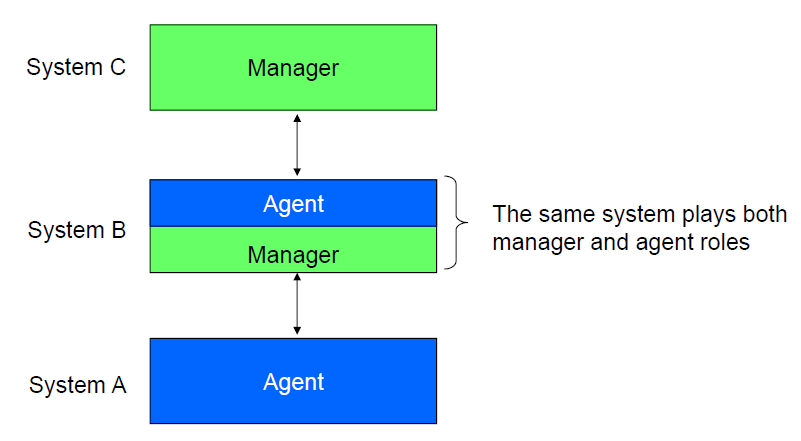 System C
Manager
Agent
System B
The same system plays both
manager and agent roles
Manager
System A
Agent